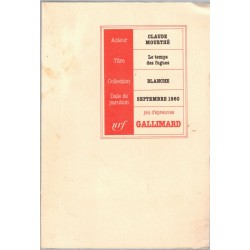 Auteur CLAUDE MOURTHÉ
Titre Le temps des fugues
Collection BLANCHE
Date de parution SEPTEMBRE 1960
jeu d'épreuves
nrf GALLIMARD